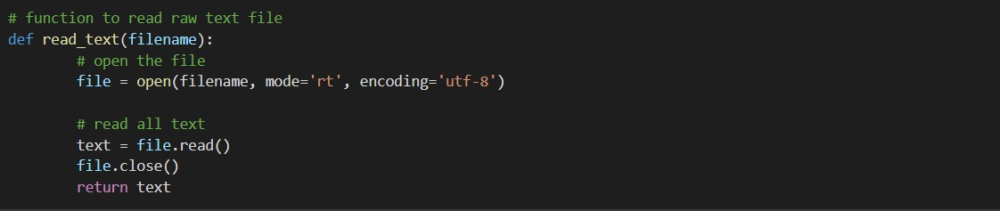 # function to read raw text file
def read_text(filename):
        # open the file
        file = open(filename, mode='rt', encoding='utf-8')

        # read all text
        text = file.read()
        file.close()
        return text